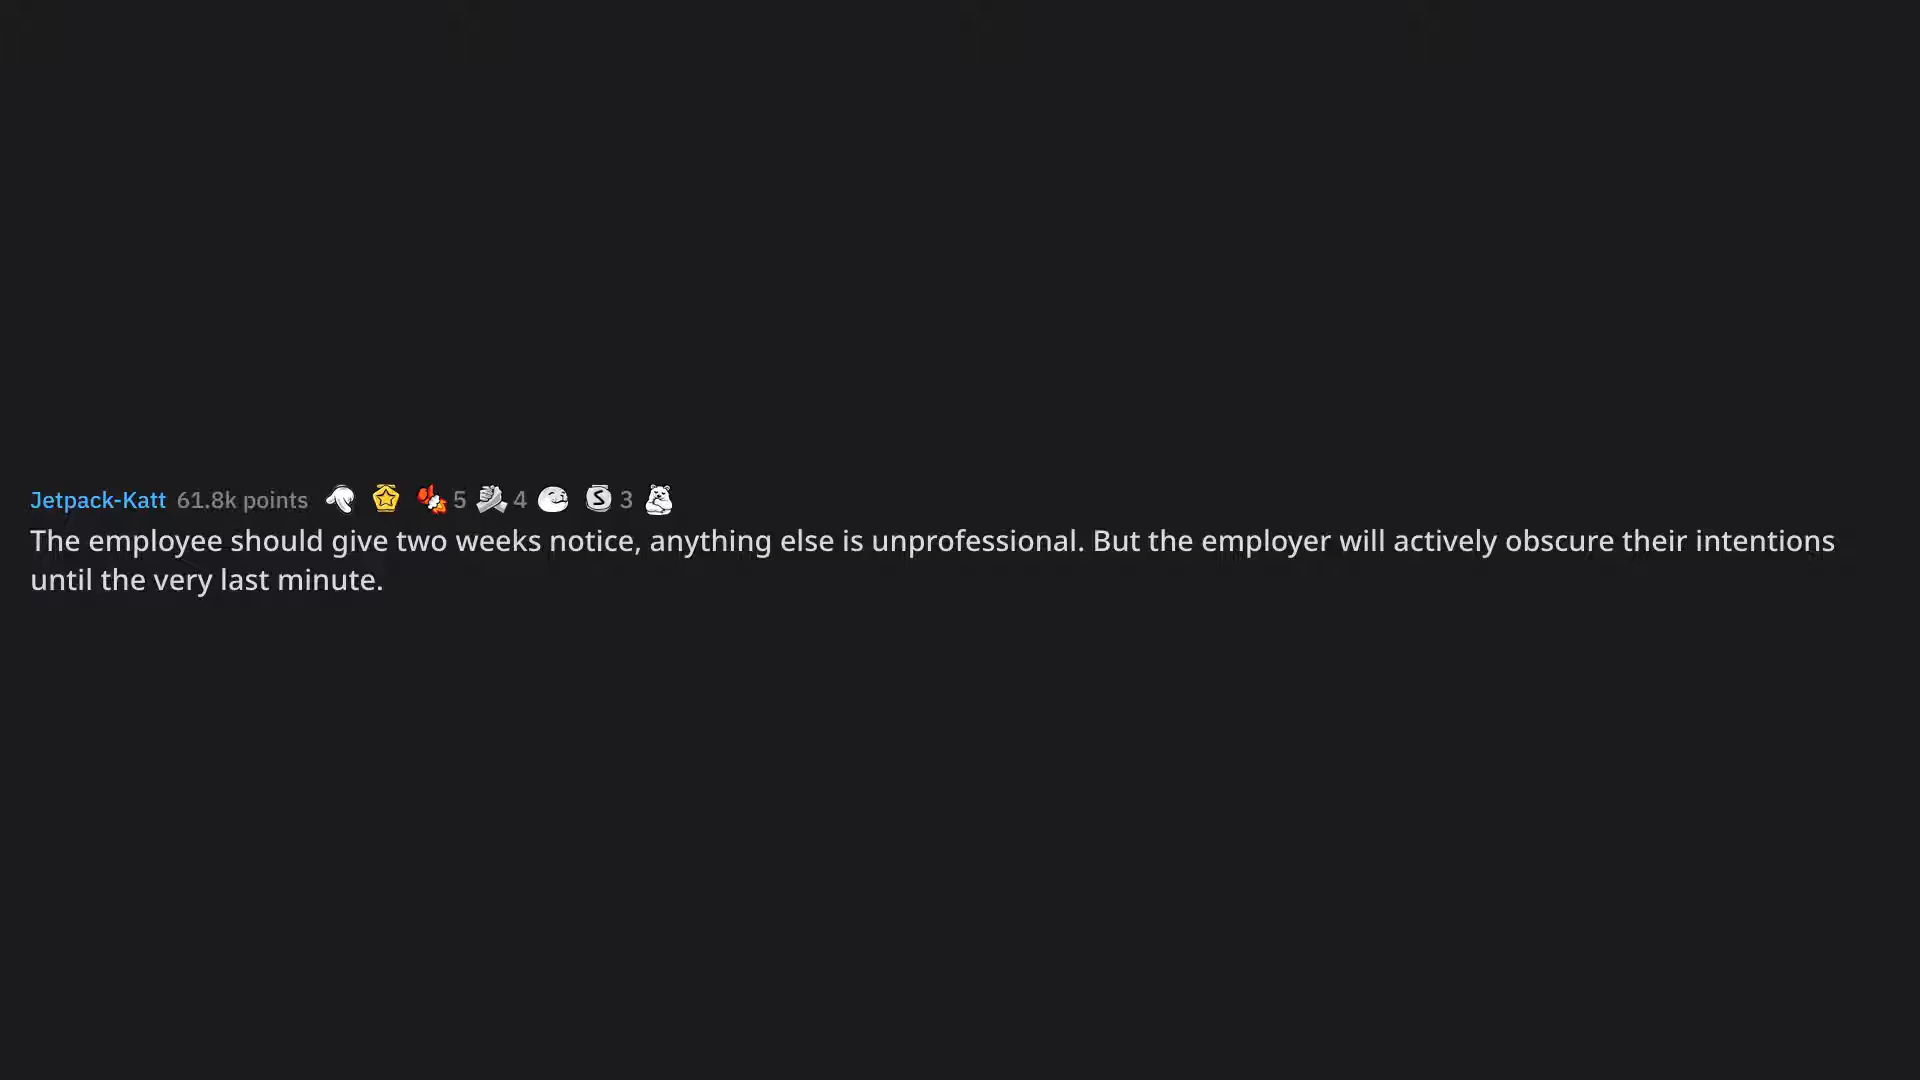 Jetpack-Katt 61.8k points 5 4 S 3
The employee should give two weeks notice, anything else is unprofessional. But the employer will actively obscure their intentions
until the very last minute.